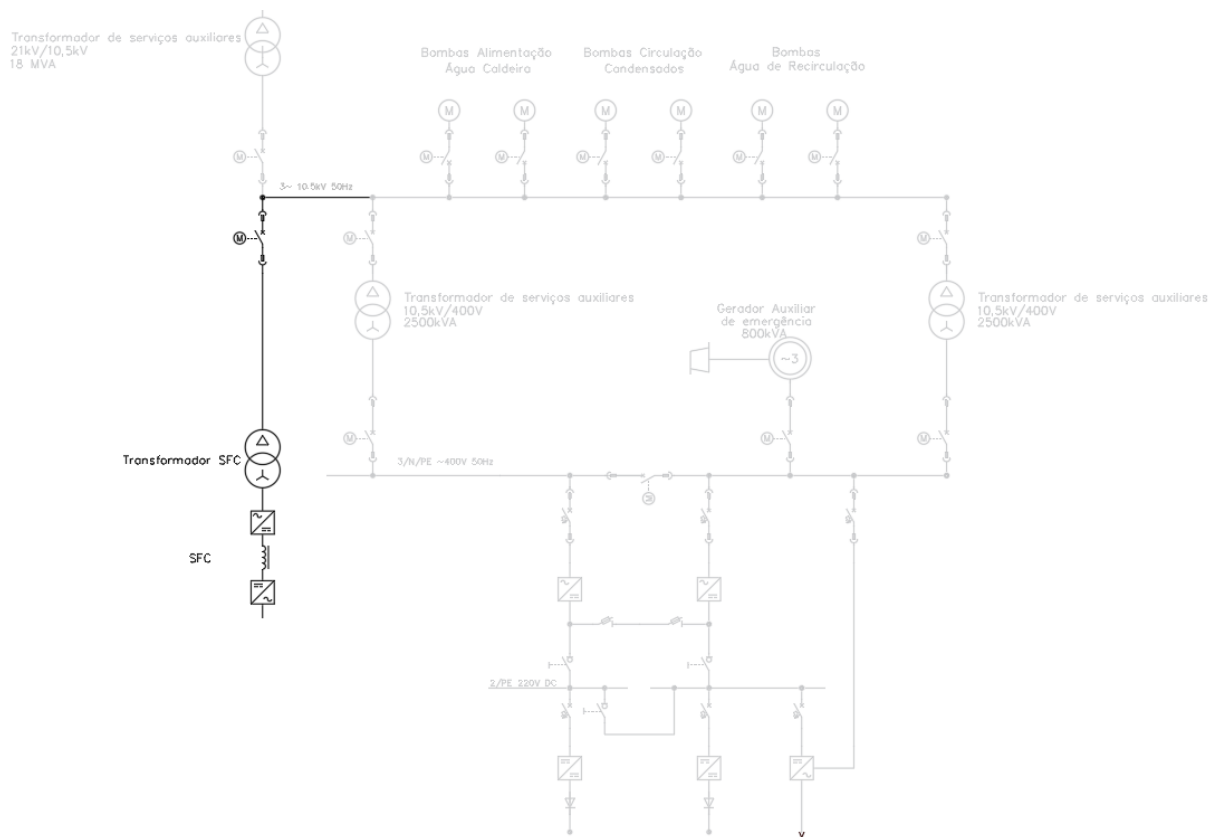 Transformador de serviços auxiliares
21kV/10,5kV
18 MVA
Bombas Alimentação
Água Caldeira
Bombas Circulação
Condensados
Bombas
Água de Recirculação
M
M
M
M
M
M
M
M
M
M
M
M
M
3~ 10.5kV 50Hz
M
M
M
Transformador de serviços auxiliares
10,5kV/400V
2500kVA
Gerador Auxiliar
de emergência
800kVA
Transformador de serviços auxiliares
10,5kV/400V
2500kVA
~3
M
M
M
Transformador SFC
3/N/PE ~400V 50Hz
M
SFC
2/PE 220V DC